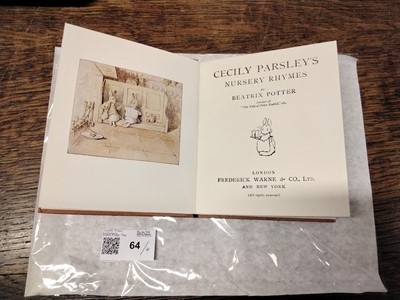 CECILY PARSLEY'S
NURSERY RHYMES
BY
BEATRIX POTTER
LONDON
FREDERICK WARNE & CO., LTD.
AND NEW YORK
64/